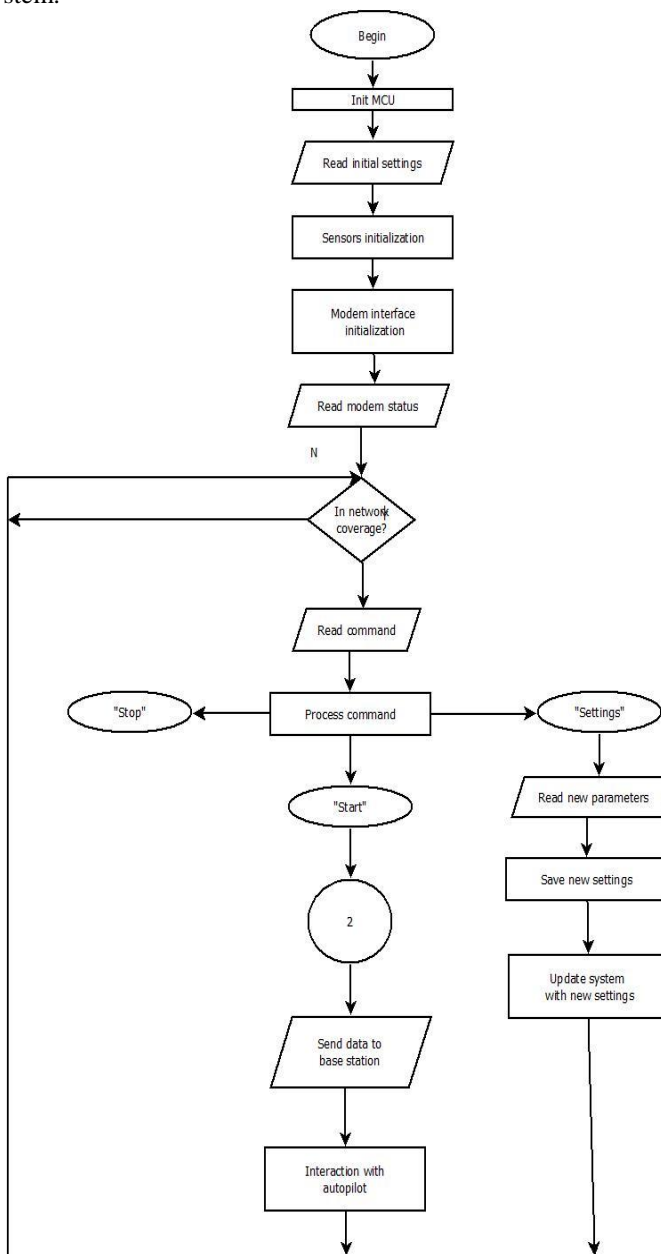 stem.
Begin
Init MCU
Read initial settings
Sensors initialization
Modem interface
initialization
Read modem status
N
In network
coverage?
Read command
"Stop"
Process command
"Settings"
"Start"
Read new parameters
Save new settings
2
Update system
with new settings
Send data to
base station
Interaction with
autopilot